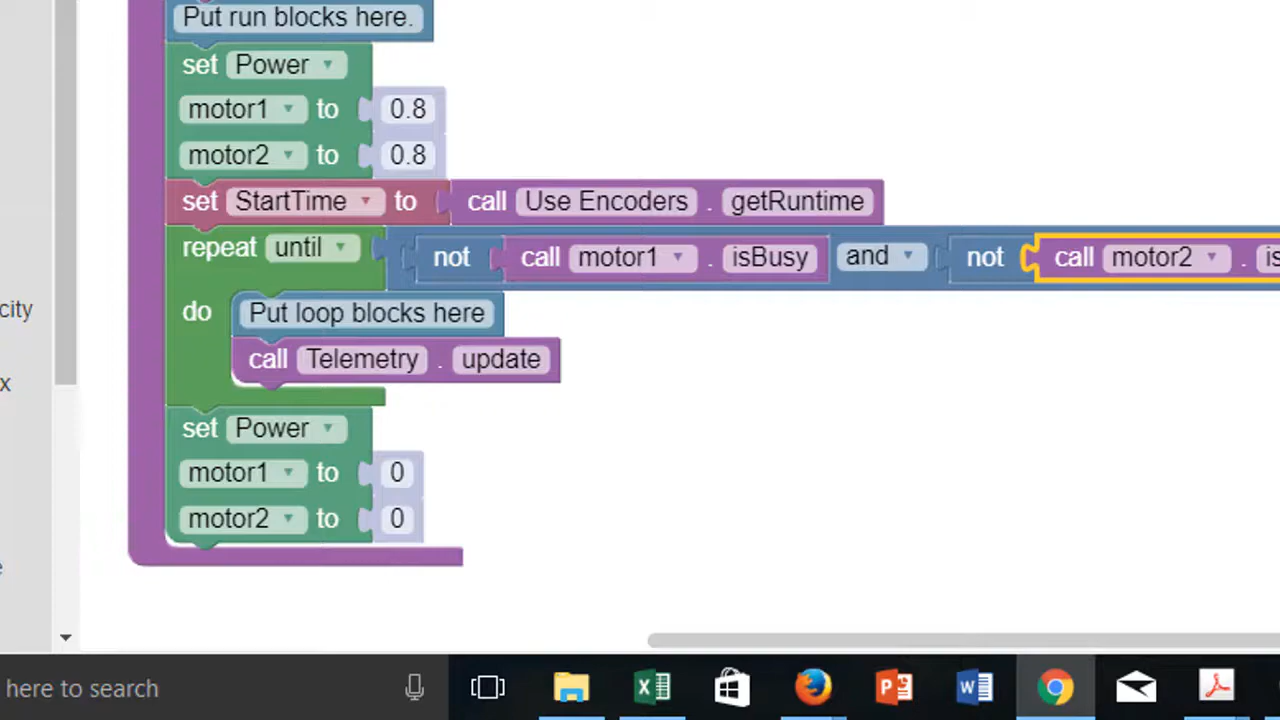 Put run blocks here.
set Power
motor1 to 0.8
motor2 to 0.8
set StartTime to call Use Encoders . getRuntime
repeat until not call motor1 . isBusy and not call motor2 . is
city
do Put loop blocks here
call Telemetry . update
x
set Power
motor1 to 0
motor2 to 0
e
here to search